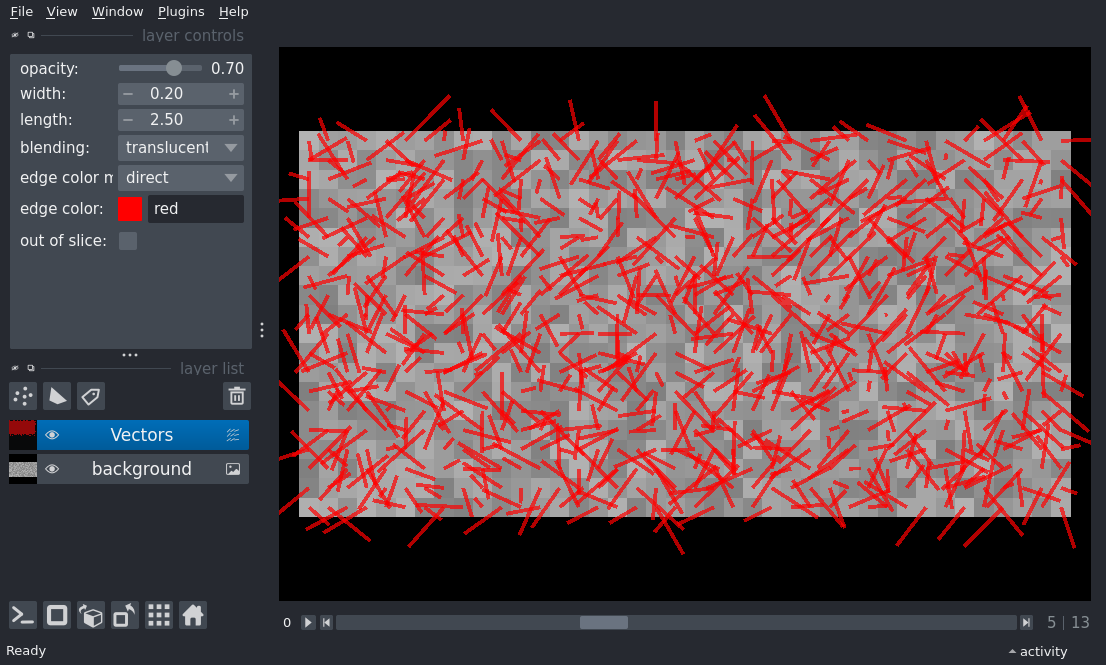 File View Window Plugins Help
layer controls
opacity: 0.70
width: 0.20
length: 2.50
blending: translucent
edge color m direct
edge color: red
out of slice:
layer list
Vectors
background
0 5 | 13
Ready activity